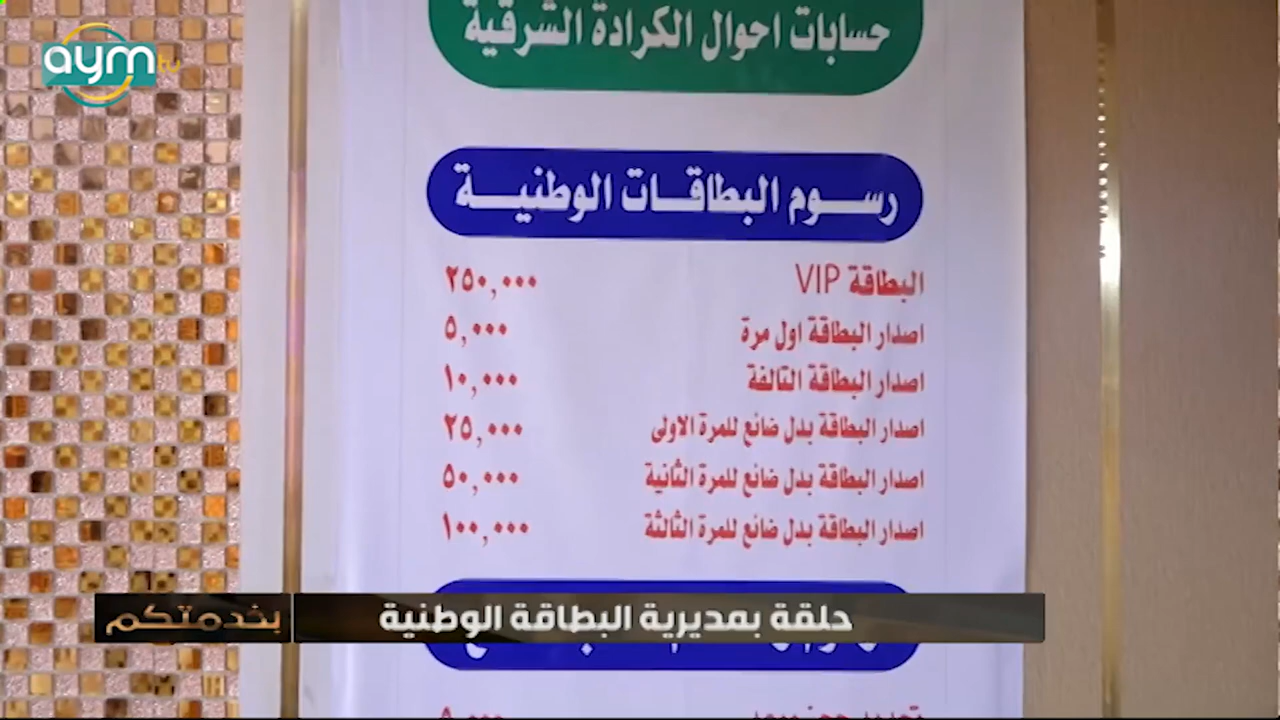 aymtv
حسابات احوال الكرادة الشرقية
رسوم البطاقات الوطنية
البطاقة VIP ٢٥٠,٠٠٠
اصدار البطاقة اول مرة ٥,٠٠٠
اصدار البطاقة التالفة ١٠,٠٠٠
اصدار البطاقة بدل ضائع للمرة الاولى ٢٥,٠٠٠
اصدار البطاقة بدل ضائع للمرة الثانية ٥٠,٠٠٠
اصدار البطاقة بدل ضائع للمرة الثالثة ١٠٠,٠٠٠
حلقة بمديرية البطاقة الوطنية
بخدمتكم